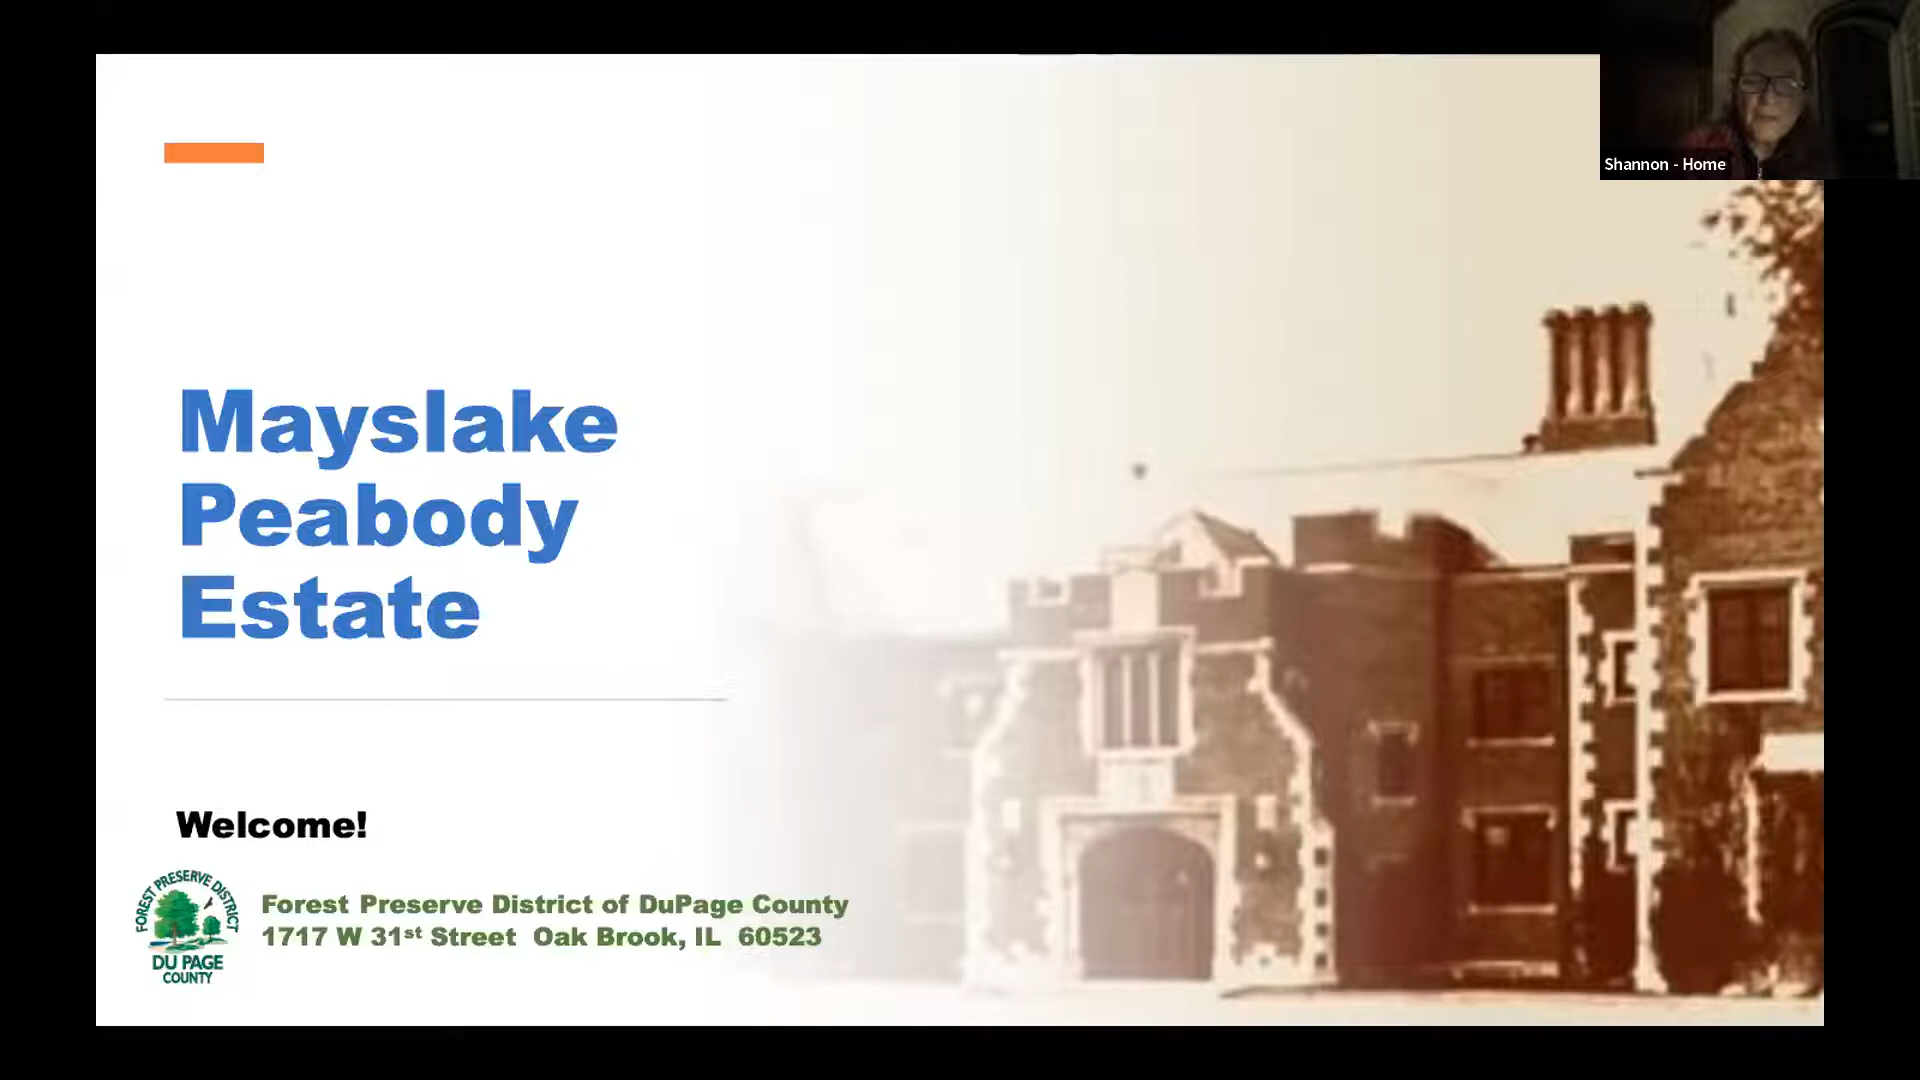 Shannon - Home
Mayslake
Peabody
Estate
Welcome!
FOREST PRESERVE DISTRICT
DU PAGE
COUNTY
Forest Preserve District of DuPage County
1717 W 31st Street Oak Brook, IL 60523